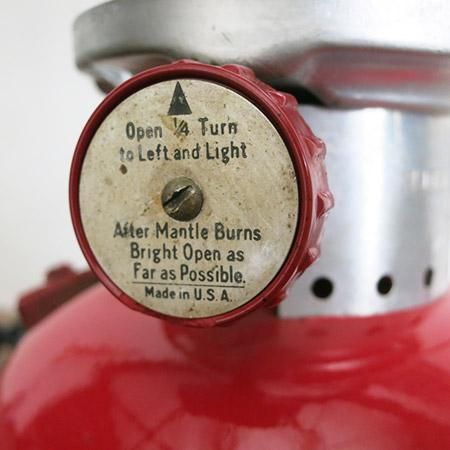 Open ¼ Turn
to Left and Light
After Mantle Burns
Bright Open as
Far as Possible.
Made in U.S.A.